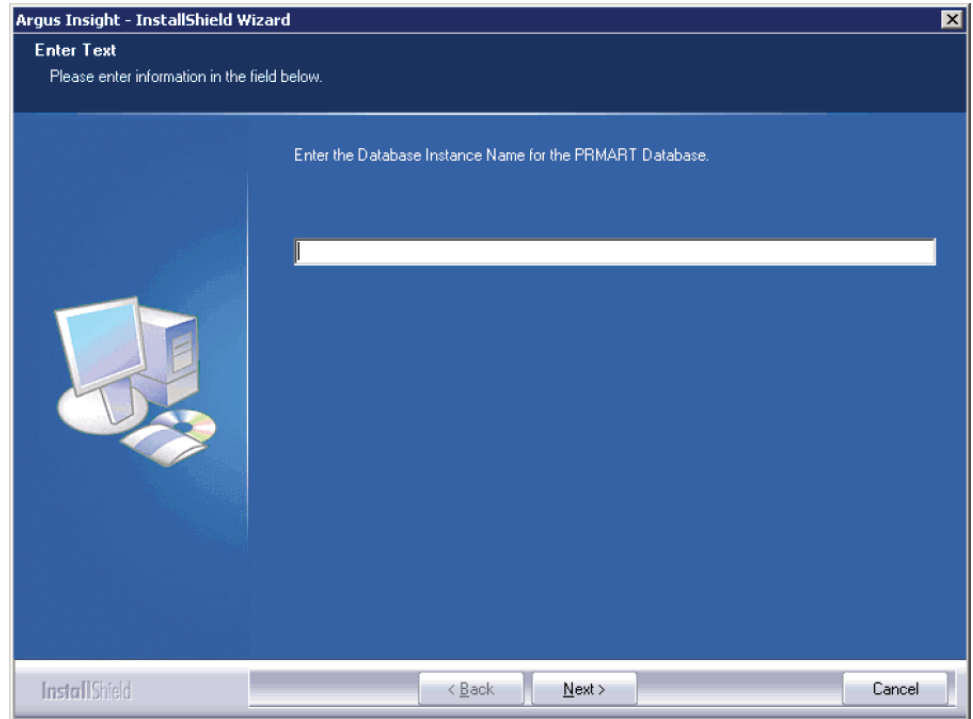 Argus Insight - InstallShield Wizard
Enter Text
Please enter information in the field below.
Enter the Database Instance Name for the PRMART Database.
InstallShield
< Back
Next >
Cancel